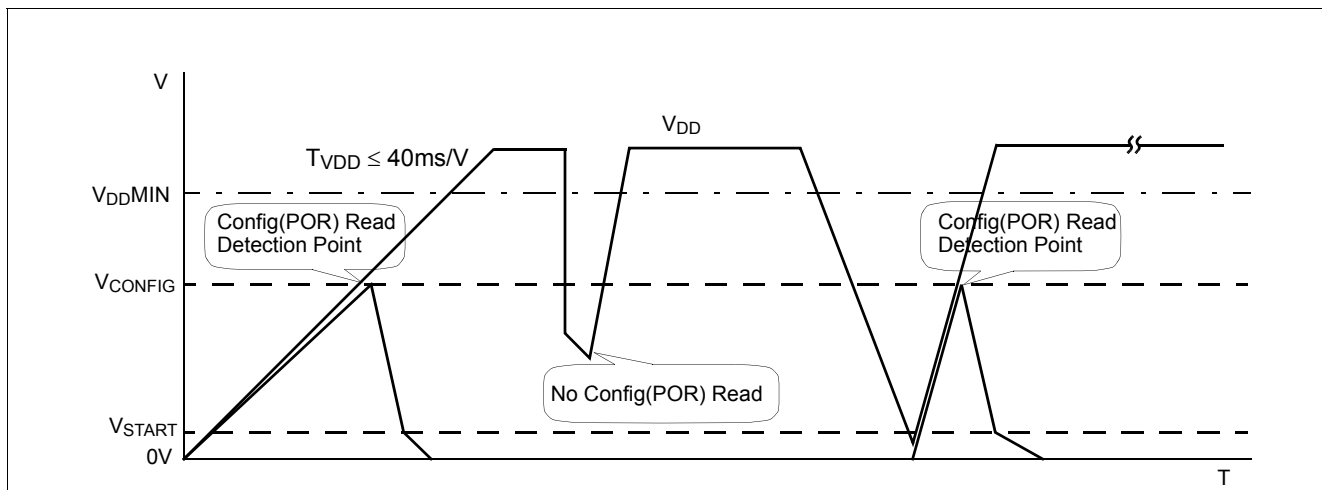 V
VDD
TVDD ≤ 40ms/V
VDDMIN
Config(POR) Read
Detection Point
Config(POR) Read
Detection Point
VCONFIG
No Config(POR) Read
VSTART
0V
T